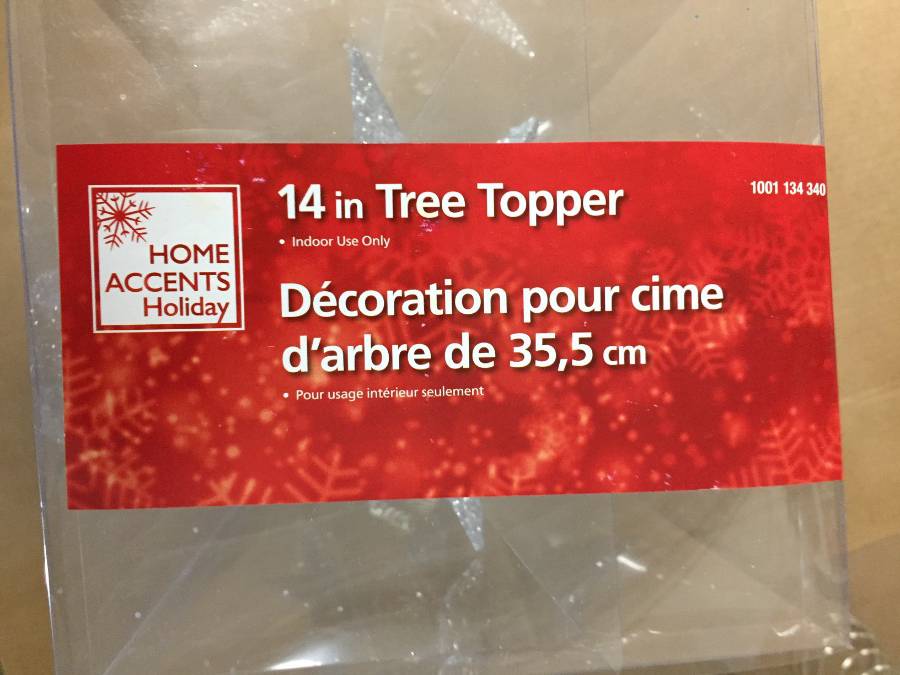 HOME
ACCENTS
Holiday
14 in Tree Topper
• Indoor Use Only
Décoration pour cime
d'arbre de 35,5 cm
• Pour usage intérieur seulement
1001 134 340